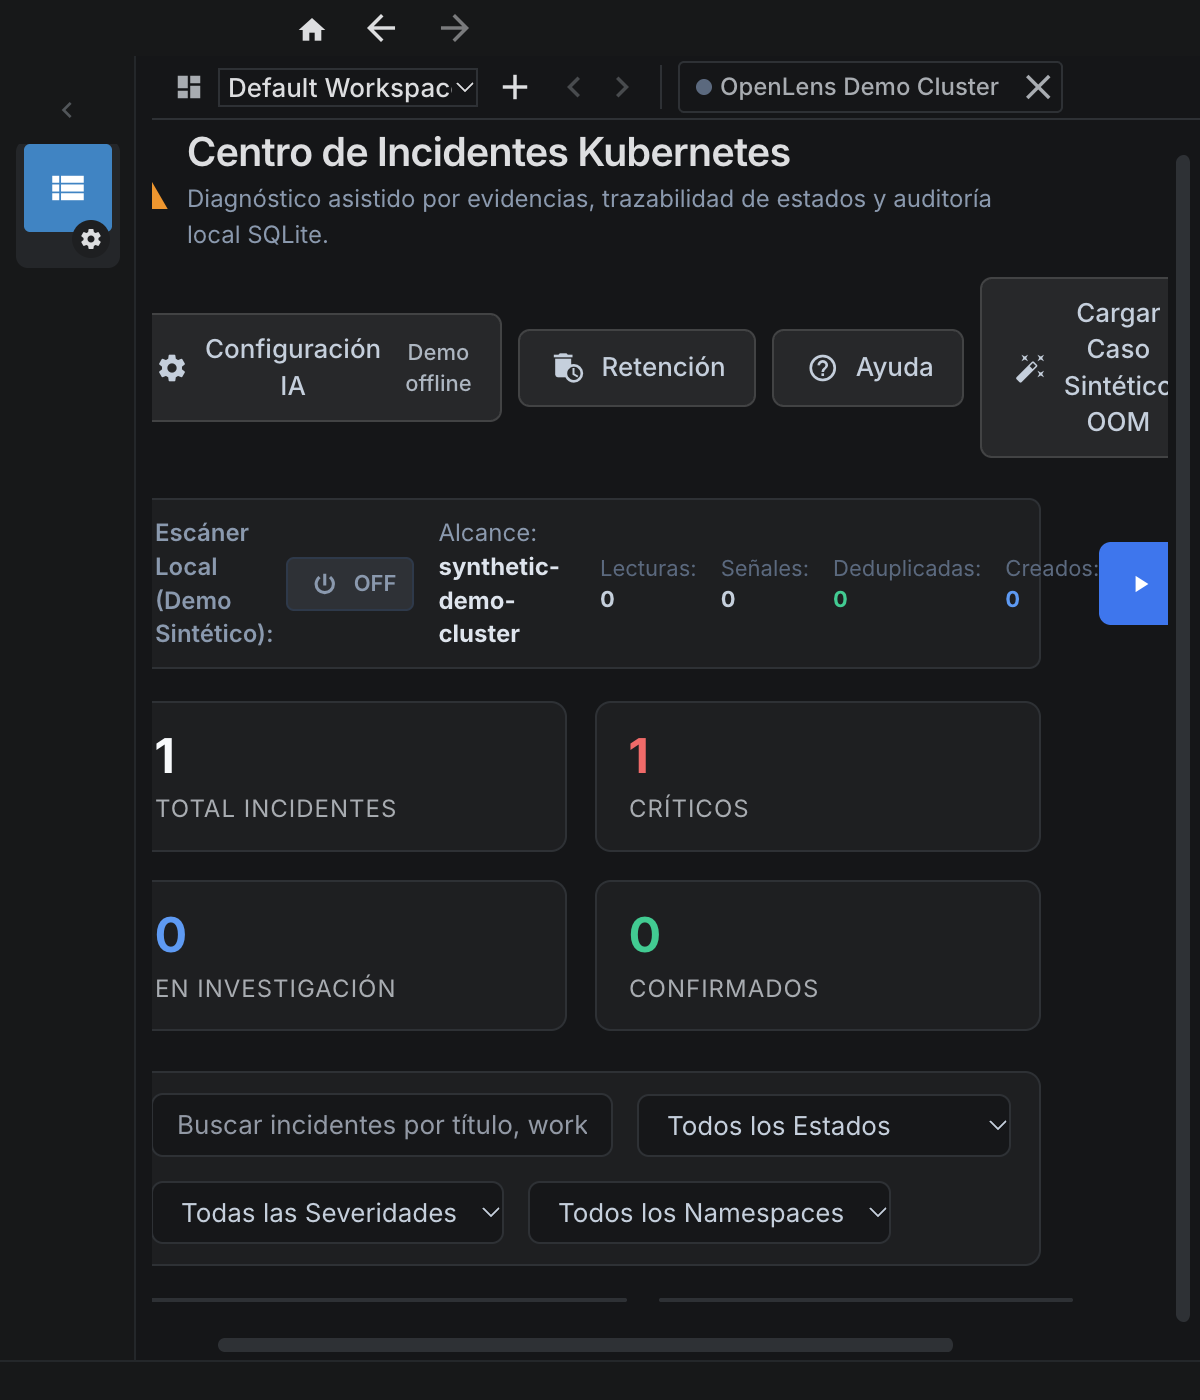 Default Workspac
OpenLens Demo Cluster
Centro de Incidentes Kubernetes
Diagnóstico asistido por evidencias, trazabilidad de estados y auditoría
local SQLite.
Configuración
IA
Demo
offline
Retención
Ayuda
Cargar
Caso
Sintético
OOM
Escáner
Local
(Demo
Sintético):
OFF
Alcance:
synthetic-
demo-
cluster
Lecturas:
0
Señales:
0
Deduplicadas:
0
Creados:
0
1
TOTAL INCIDENTES
1
CRÍTICOS
0
EN INVESTIGACIÓN
0
CONFIRMADOS
Buscar incidentes por título, work
Todos los Estados
Todas las Severidades
Todos los Namespaces